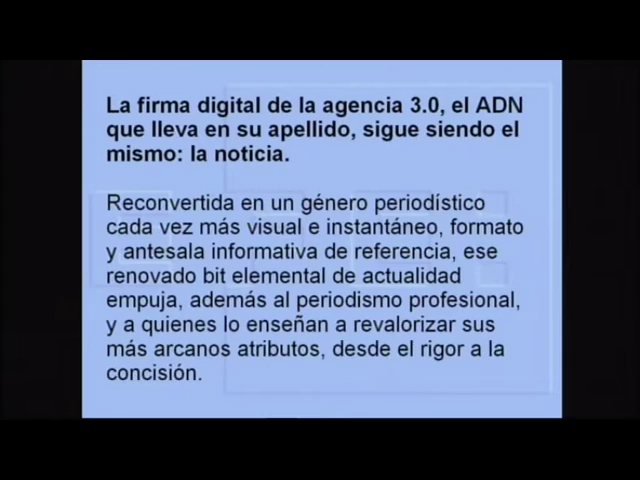 La firma digital de la agencia 3.0, el ADN
que lleva en su apellido, sigue siendo el
mismo: la noticia.
Reconvertida en un género periodístico
cada vez más visual e instantáneo, formato
y antesala informativa de referencia, ese
renovado bit elemental de actualidad
empuja, además al periodismo profesional,
y a quienes lo enseñan a revalorizar sus
más arcanos atributos, desde el rigor a la
concisión.